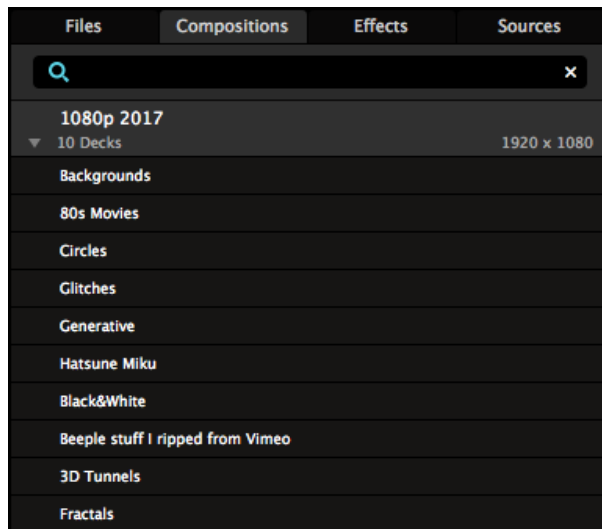 Files Compositions Effects Sources
1080p 2017
10 Decks 1920 x 1080
Backgrounds
80s Movies
Circles
Glitches
Generative
Hatsune Miku
Black&White
Beeple stuff I ripped from Vimeo
3D Tunnels
Fractals